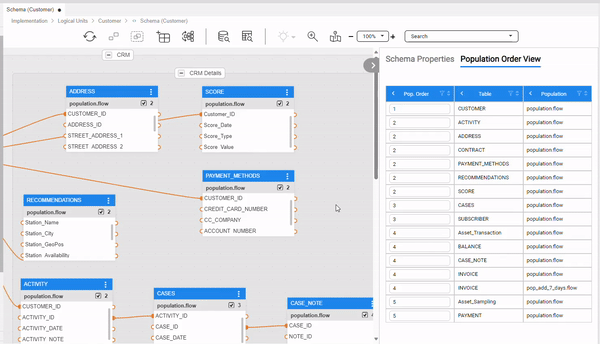 Schema (Customer)
Implementation > Logical-Units > Customer > Schema (Customer)
100%
Search
CRM
CRM Details
ADDRESS
population.flow 2
CUSTOMER_ID
ADDRESS_ID
STREET_ADDRESS_1
STREET_ADDRESS_2
SCORE
population.flow 2
Customer_ID
Score_Date
Score_Type
Score_Value
PAYMENT_METHODS
population.flow 2
CUSTOMER_ID
CREDIT_CARD_NUMBER
CC_COMPANY
ACCOUNT_NUMBER
RECOMMENDATIONS
population.flow 2
Station_Name
Station_City
Station_GeoPos
Station_Availability
ACTIVITY
population.flow 2
CUSTOMER_ID
ACTIVITY_ID
ACTIVITY_DATE
ACTIVITY_NOTE
CASES
population.flow 3
ACTIVITY_ID
CASE_ID
CASE_DATE
CASE_NOTE
population.flow
CASE_ID
NOTE_ID
Schema Properties Population Order View
Pop. Order Table Population
1 CUSTOMER population.flow
2 ACTIVITY population.flow
2 ADDRESS population.flow
2 CONTRACT population.flow
2 PAYMENT_METHODS population.flow
2 RECOMMENDATIONS population.flow
2 SCORE population.flow
3 CASES population.flow
3 SUBSCRIBER population.flow
4 Asset_Transaction population.flow
4 BALANCE population.flow
4 CASE_NOTE population.flow
4 INVOICE population.flow
4 INVOICE pop_add_7_days.flow
5 Asset_Sampling population.flow
5 PAYMENT population.flow